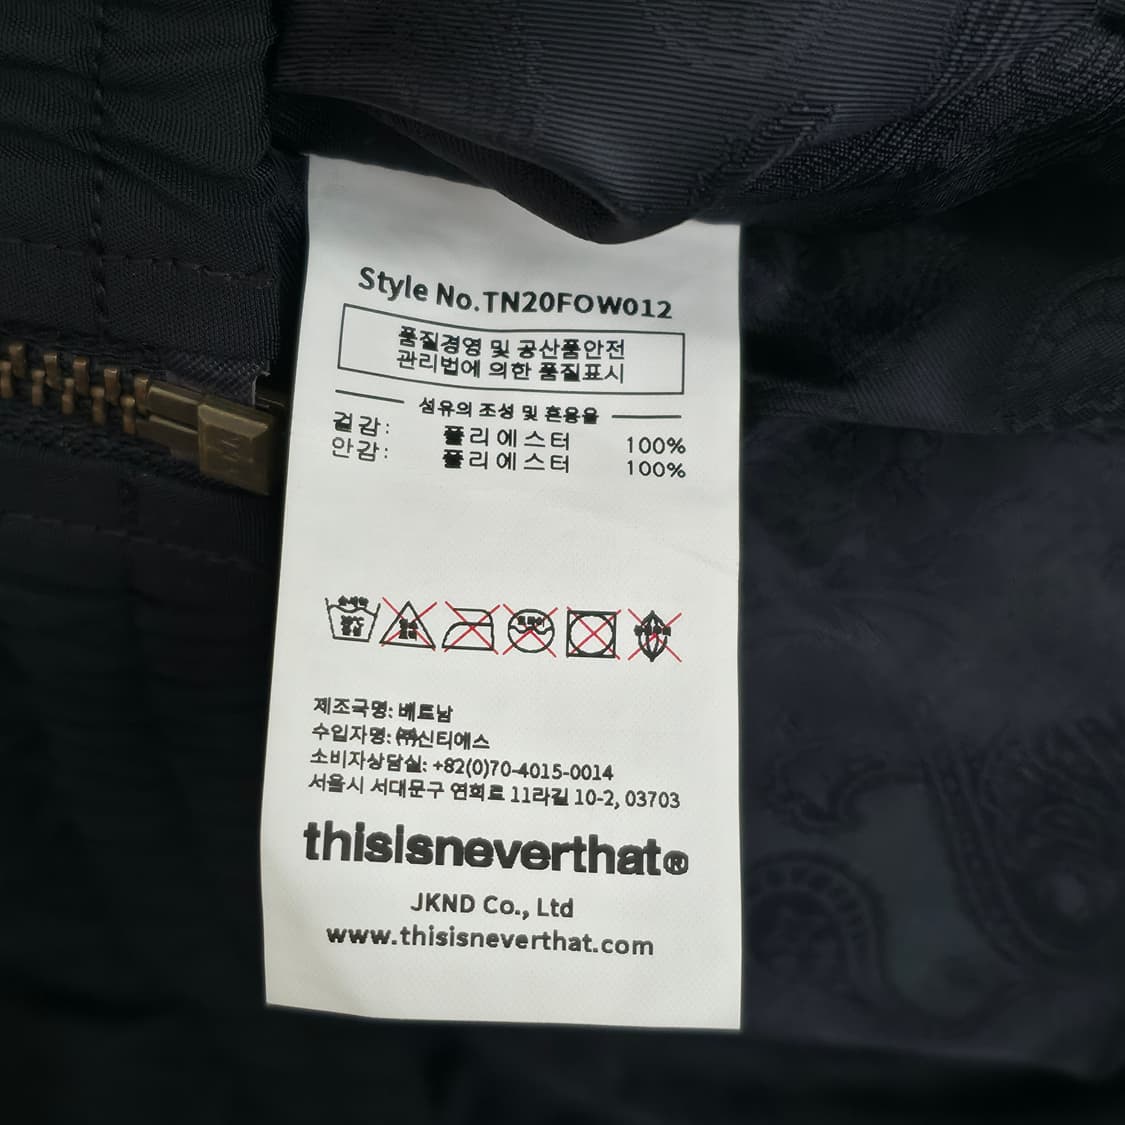 Style No.TN20FOW012
품질경영 및 공산품안전
관리법에 의한 품질표시
섬유의 조성 및 혼용율
겉감: 폴리에스터 100%
안감: 폴리에스터 100%
제조국명: 베트남
수입자명: ㈜신티에스
소비자상담실: +82(0)70-4015-0014
서울시 서대문구 연희로 11라길 10-2, 03703
thisisneverthat®
JKND Co., Ltd
www.thisisneverthat.com